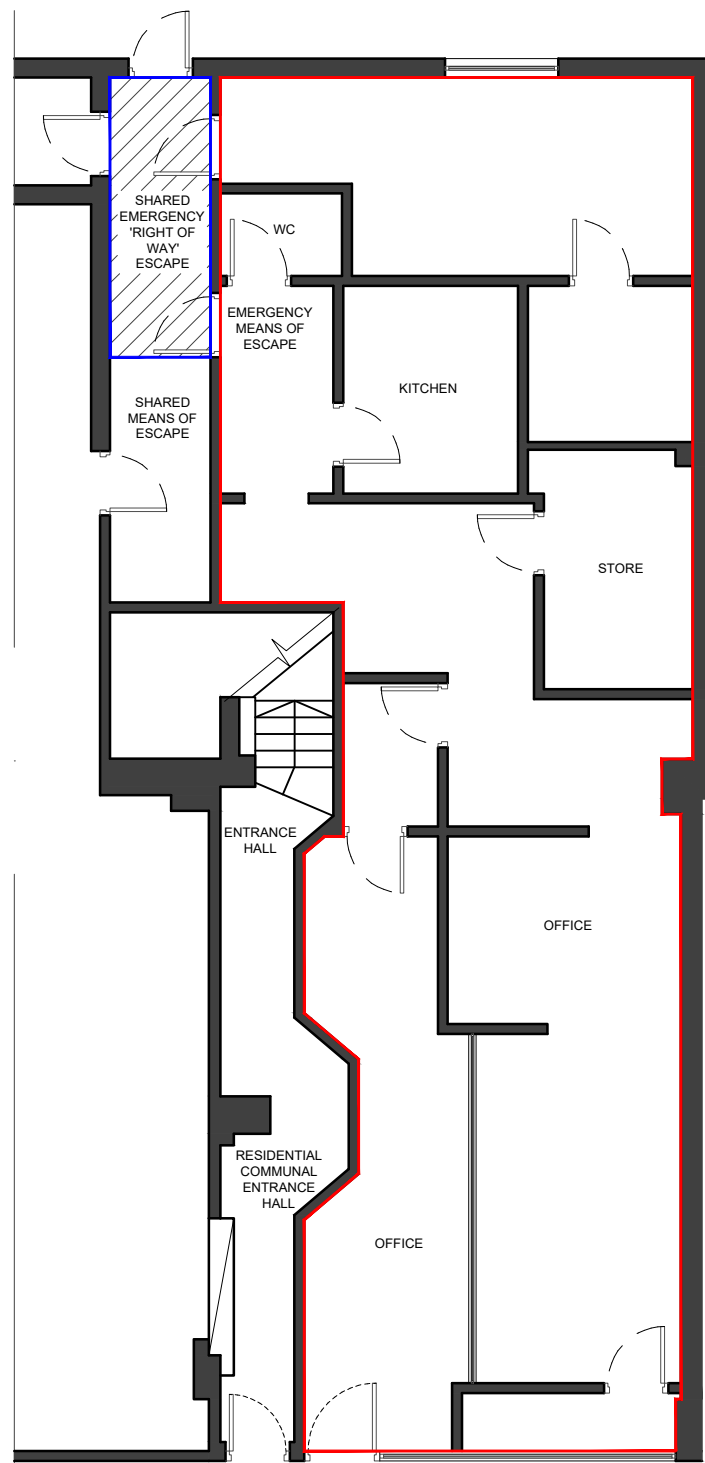 SHARED
EMERGENCY
'RIGHT OF
WAY'
ESCAPE
WC
EMERGENCY
MEANS OF
ESCAPE
KITCHEN
SHARED
MEANS OF
ESCAPE
STORE
ENTRANCE
HALL
OFFICE
RESIDENTIAL
COMMUNAL
ENTRANCE
HALL
OFFICE